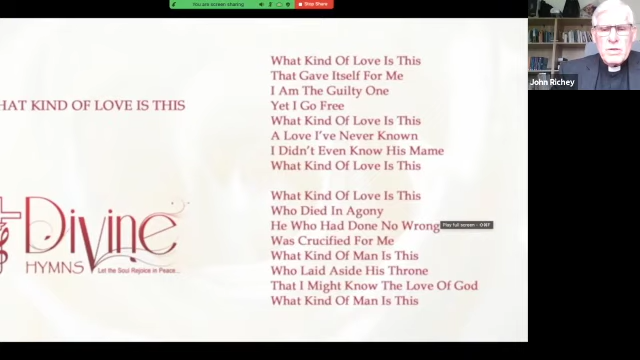 You are screen sharing
Stop Share
HAT KIND OF LOVE IS THIS
Divine
HYMNS
Let the Soul Rejoice in Peace...
What Kind Of Love Is This
That Gave Itself For Me
I Am The Guilty One
Yet I Go Free
What Kind Of Love Is This
A Love I've Never Known
I Didn't Even Know His Mame
What Kind Of Love Is This
What Kind Of Love Is This
Who Died In Agony
He Who Had Done No Wrong
Was Crucified For Me
What Kind Of Man Is This
Who Laid Aside His Throne
That I Might Know The Love Of God
What Kind Of Man Is This
Play full screen
John Richey